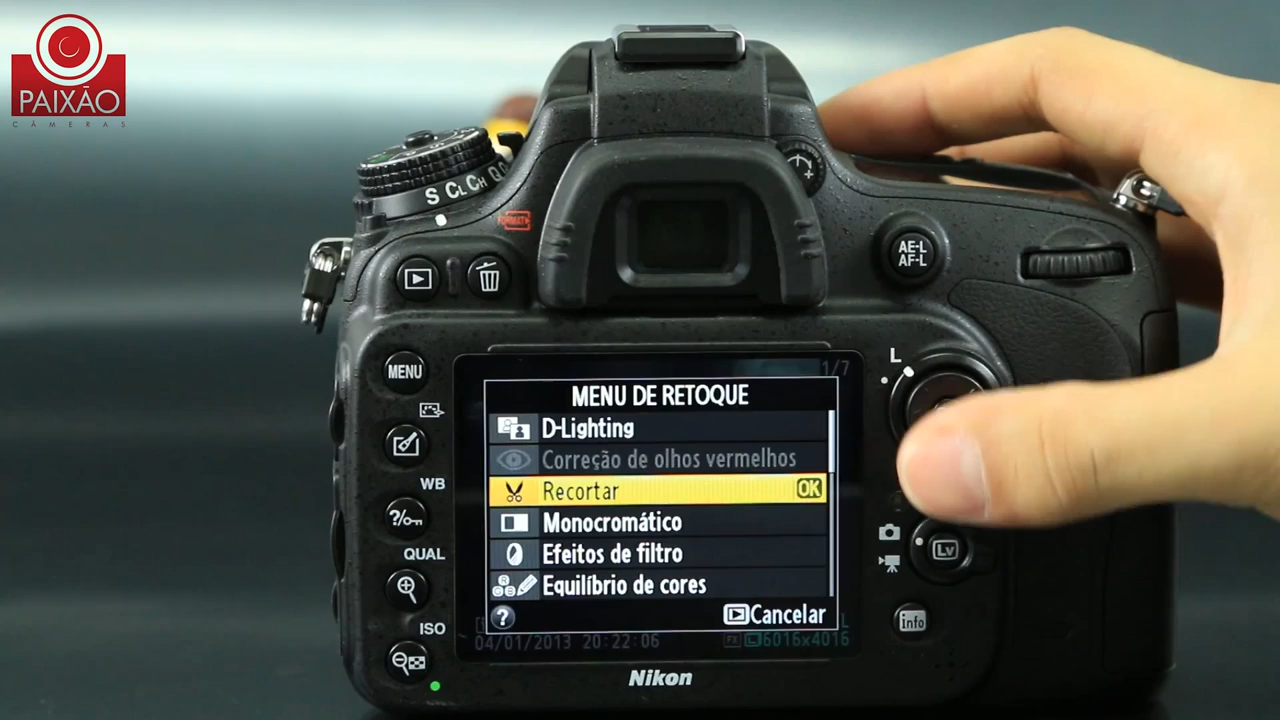 PAIXÃO
CÂMERAS
S CL CH Q
FORMAT
AE-L
AF-L
MENU
L
1/7
MENU DE RETOQUE
D-Lighting
Correção de olhos vermelhos
Recortar OK
Monocromático
Efeitos de filtro
Equilíbrio de cores
? Cancelar
WB
?/
QUAL
ISO
Lv
info
04/01/2013 20:22:06 FX L 6016x4016
Nikon